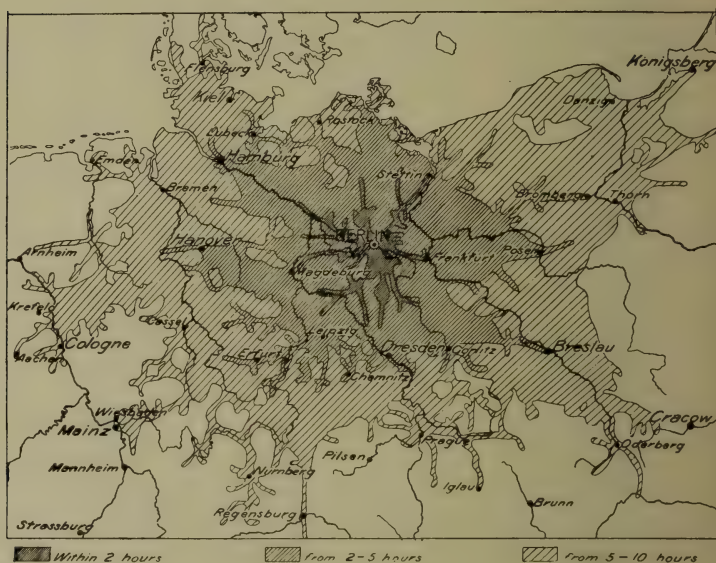 Königsberg
Flensburg
Kiel
Danzig
Rostock
Lubeck
Hamburg
Emden
Stettin
Bremen
Bromberg
Thorn
BERLIN
Hanover
Arnheim
Frankfurt
Posen
Magdeburg
Krefeld
Cassel
Leipzig
Cologne
Dresden
Gorlitz
Breslau
Aachen
Erfurt
Chemnitz
Wiesbaden
Cracow
Mainz
Prague
Oderberg
Pilsen
Mannheim
Nurnberg
Iglau
Brunn
Regensburg
Strassburg
Within 2 hours
from 2-5 hours
from 5-10 hours